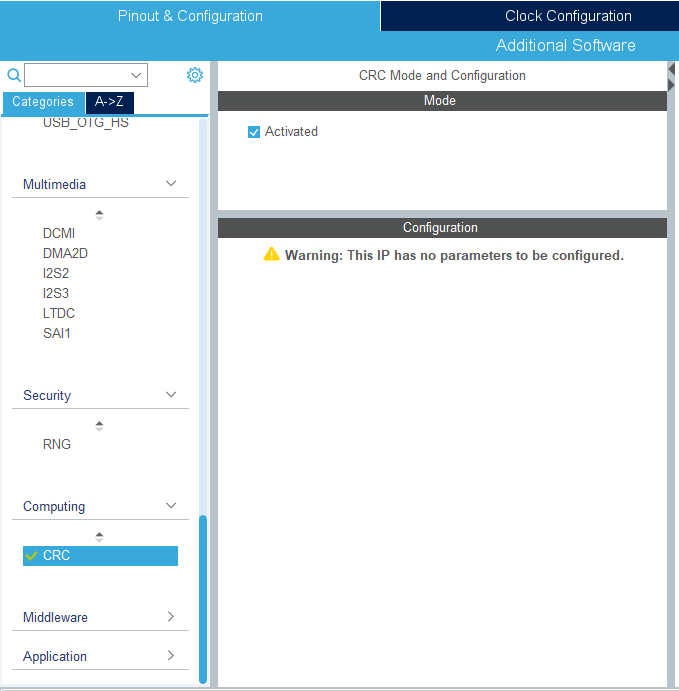 Pinout & Configuration
Clock Configuration
Additional Software
Categories
A->Z
USB_OTG_HS
Multimedia
DCMI
DMA2D
I2S2
I2S3
LTDC
SAI1
Security
RNG
Computing
CRC
Middleware
Application
CRC Mode and Configuration
Mode
Activated
Configuration
Warning: This IP has no parameters to be configured.